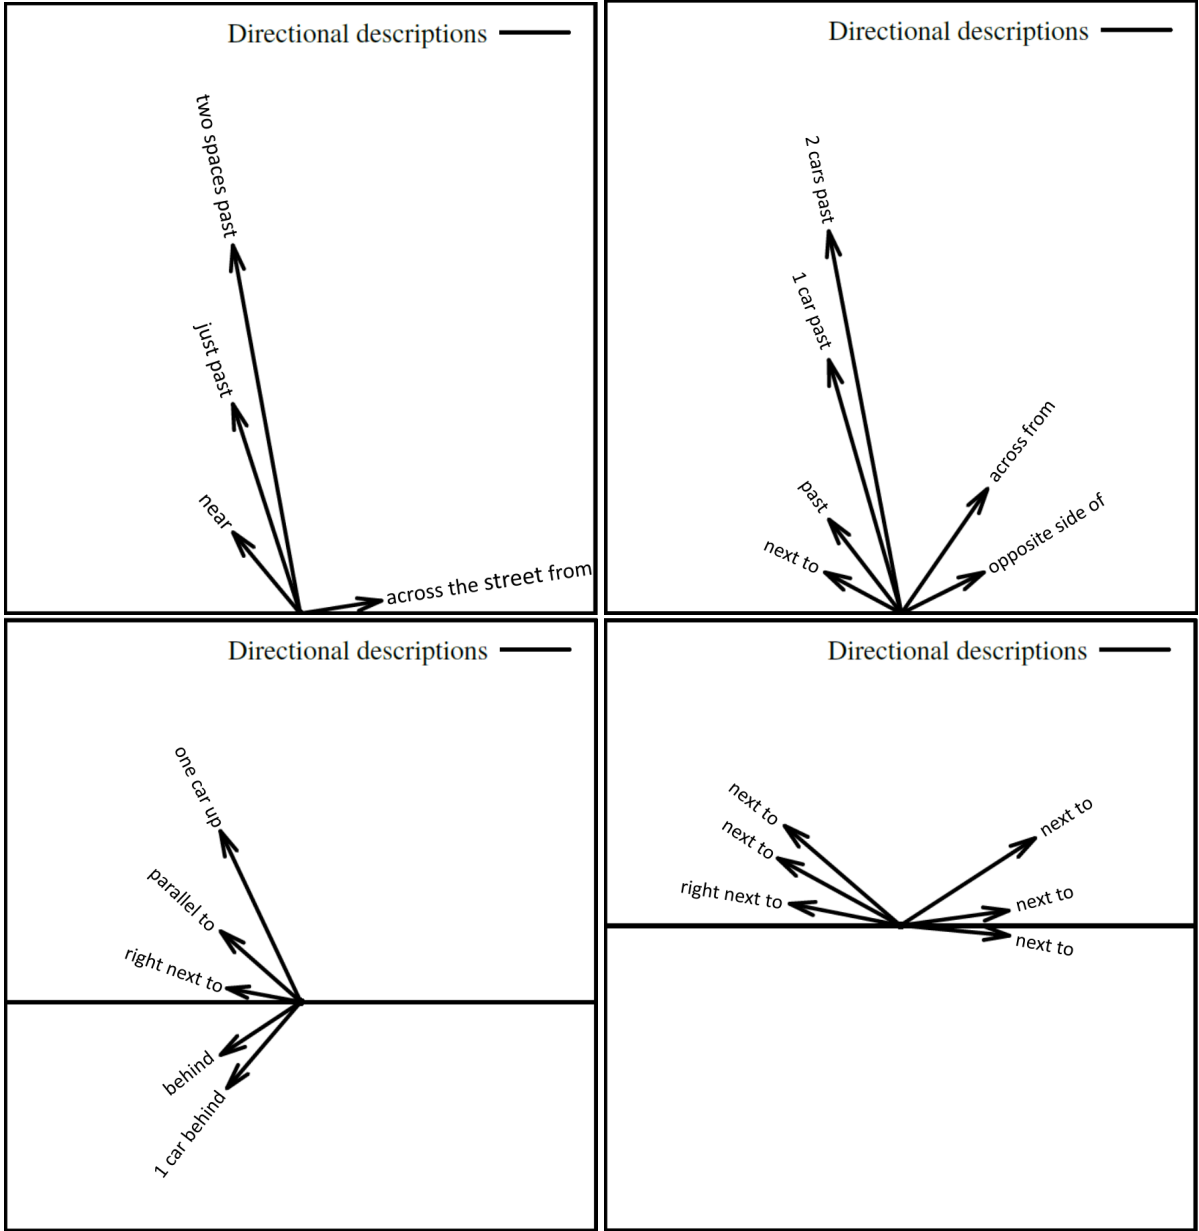 Directional descriptions
two spaces past
just past
near
across the street from
Directional descriptions
2 cars past
1 car past
across from
past
opposite side of
next to
Directional descriptions
one car up
parallel to
right next to
behind
1 car behind
Directional descriptions
next to
next to
next to
right next to
next to
next to